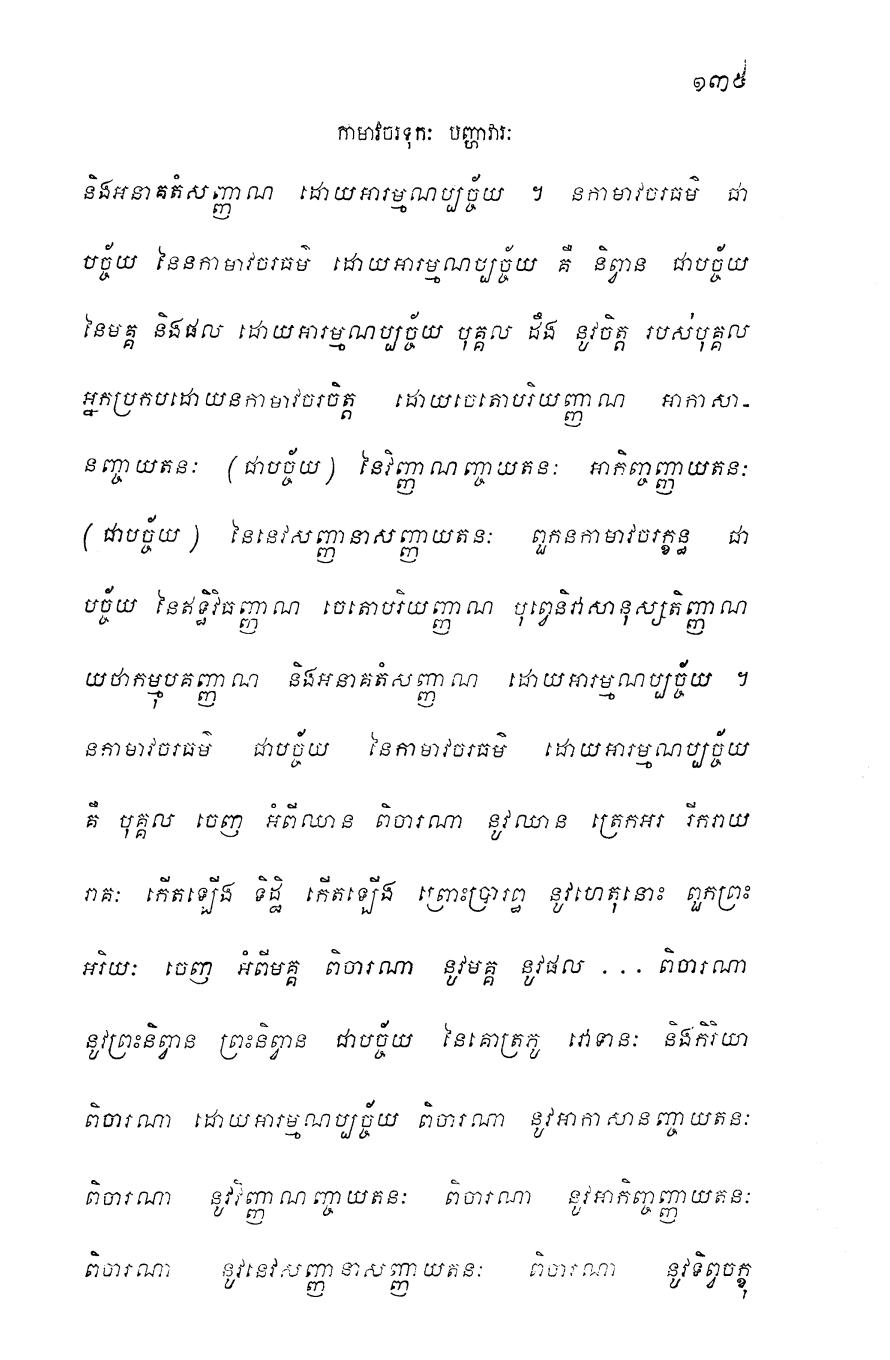 ១៣៩
កាមាវចរទុកៈ បញ្ហាវារៈ
និងអនាគតំសញ្ញាណ ដោយអារម្មណប្បច្ច័យ ។ នកាមាវចរធម៌ ជា
បច្ច័យ នៃនកាមាវចរធម៌ ដោយអារម្មណប្បច្ច័យ គឺ និព្វាន ជាបច្ច័យ
នៃមគ្គ និងផល ដោយអារម្មណប្បច្ច័យ បុគ្គល ដឹង នូវចិត្ត របស់បុគ្គល
អ្នកប្រកបដោយនកាមាវចរចិត្ត ដោយចេតោបរិយញ្ញាណ អាកាសា-
នញ្ចាយតនៈ (ជាបច្ច័យ) នៃវិញ្ញាណញ្ចាយតនៈ អាកិញ្ចញ្ញាយតនៈ
(ជាបច្ច័យ) នៃនេវសញ្ញានាសញ្ញាយតនៈ ពួកនកាមាវចរក្ខន្ធ ជា
បច្ច័យ នៃឥទ្ធិវិធញ្ញាណ ចេតោបរិយញ្ញាណ បុព្វេនិវាសានុស្សតិញ្ញាណ
យថាកម្មុបគញ្ញាណ និងអនាគតំសញ្ញាណ ដោយអារម្មណប្បច្ច័យ ។
នកាមាវចរធម៌ ជាបច្ច័យ នៃកាមាវចរធម៌ ដោយអារម្មណប្បច្ច័យ
គឺ បុគ្គល ចេញ អំពីឈាន ពិចារណា នូវឈាន ត្រេកអរ រីករាយ
រាគៈ កើតឡើង ទិដ្ឋិ កើតឡើង ព្រោះប្រារព្ធ នូវហេតុនោះ ពួកព្រះ
អរិយៈ ចេញ អំពីមគ្គ ពិចារណា នូវមគ្គ នូវផល ... ពិចារណា
នូវព្រះនិព្វាន ព្រះនិព្វាន ជាបច្ច័យ នៃគោត្រភូ វោទានៈ និងកិរិយា
ពិចារណា ដោយអារម្មណប្បច្ច័យ ពិចារណា នូវអាកាសានញ្ចាយតនៈ
ពិចារណា នូវវិញ្ញាណញ្ចាយតនៈ ពិចារណា នូវអាកិញ្ចញ្ញាយតនៈ
ពិចារណា នូវនេវសញ្ញានាសញ្ញាយតនៈ ពិចារណា នូវទិព្វចក្ខុ